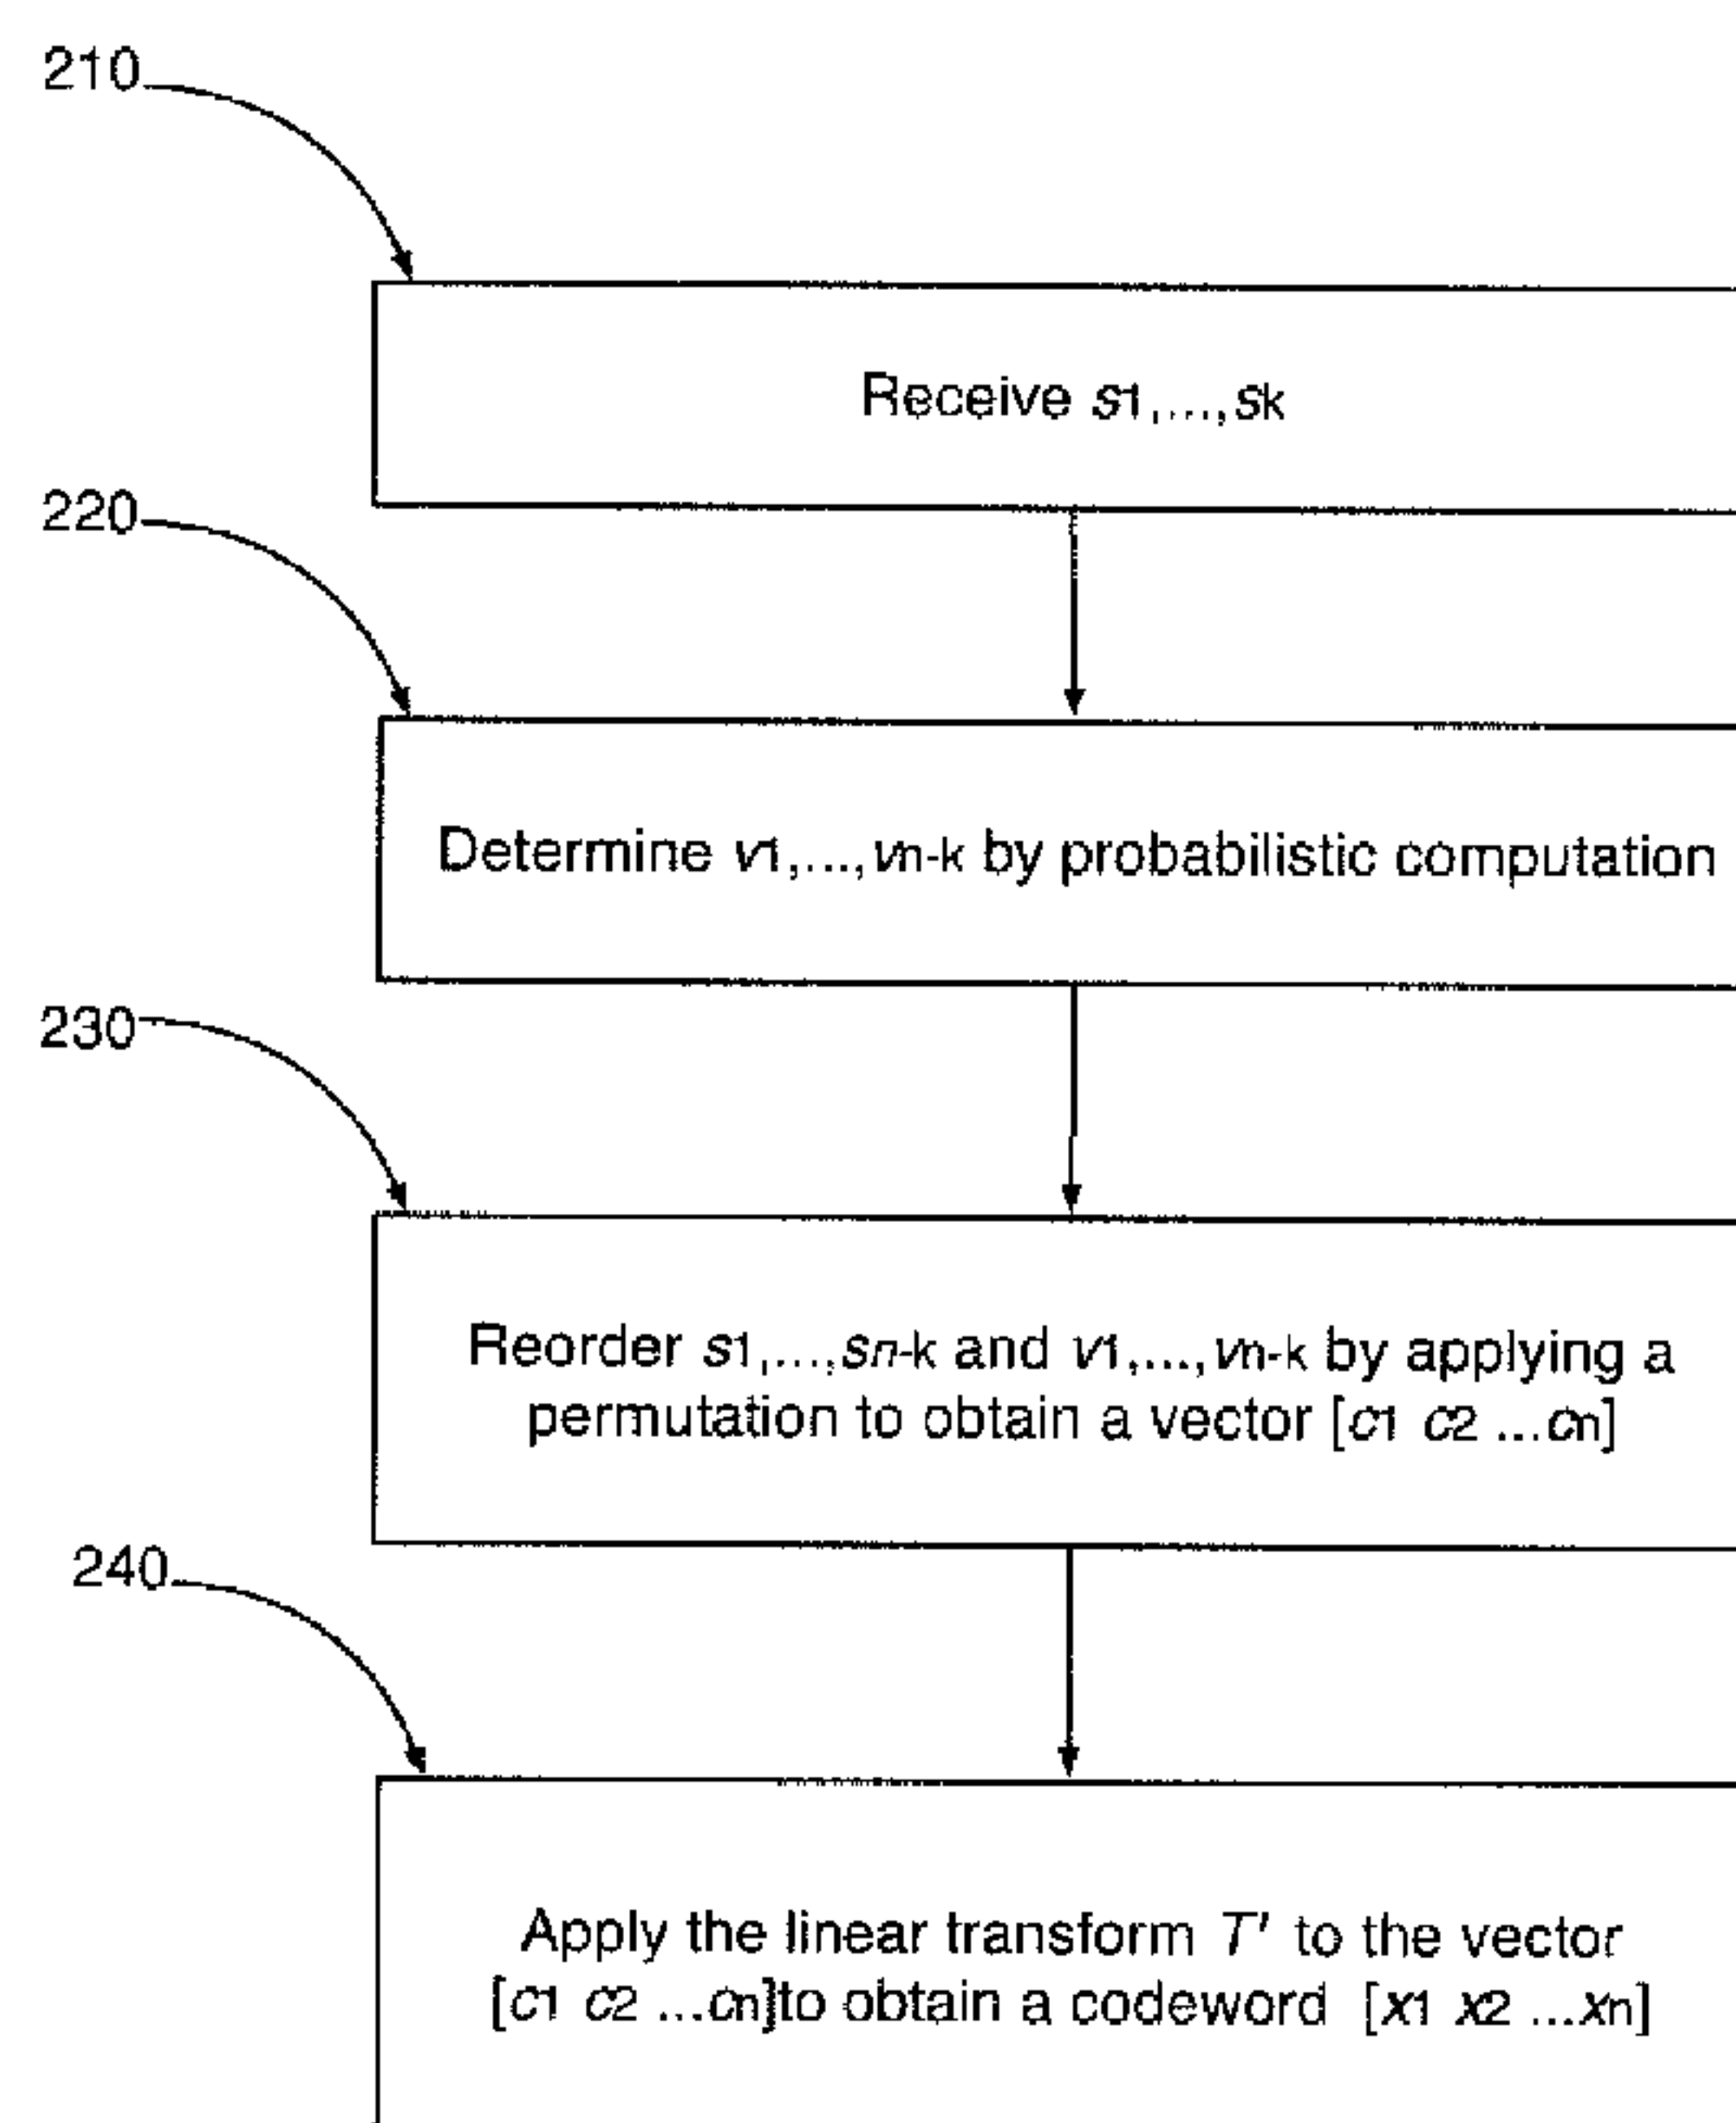 210
Receive s1,...,sk
220
Determine v1,...,vn-k by probabilistic computation
230
Reorder s1,...,sn-k and v1,...,vn-k by applying a
permutation to obtain a vector [c1 c2 ...cn]
240
Apply the linear transform T' to the vector
[c1 c2 ...cn]to obtain a codeword [x1 x2 ...xn]